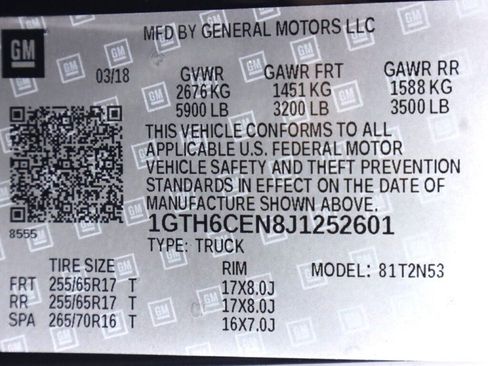 GM
MFD BY GENERAL MOTORS LLC
03/18 GVWR GAWR FRT GAWR RR
2676 KG 1451 KG 1588 KG
5900 LB 3200 LB 3500 LB
THIS VEHICLE CONFORMS TO ALL
APPLICABLE U.S. FEDERAL MOTOR
VEHICLE SAFETY AND THEFT PREVENTION
STANDARDS IN EFFECT ON THE DATE OF
MANUFACTURE SHOWN ABOVE.
8555 1GTH6CEN8J1252601
TYPE: TRUCK
TIRE SIZE RIM MODEL: 81T2N53
FRT 255/65R17 T 17X8.0J
RR 255/65R17 T 17X8.0J
SPA 265/70R16 T 16X7.0J